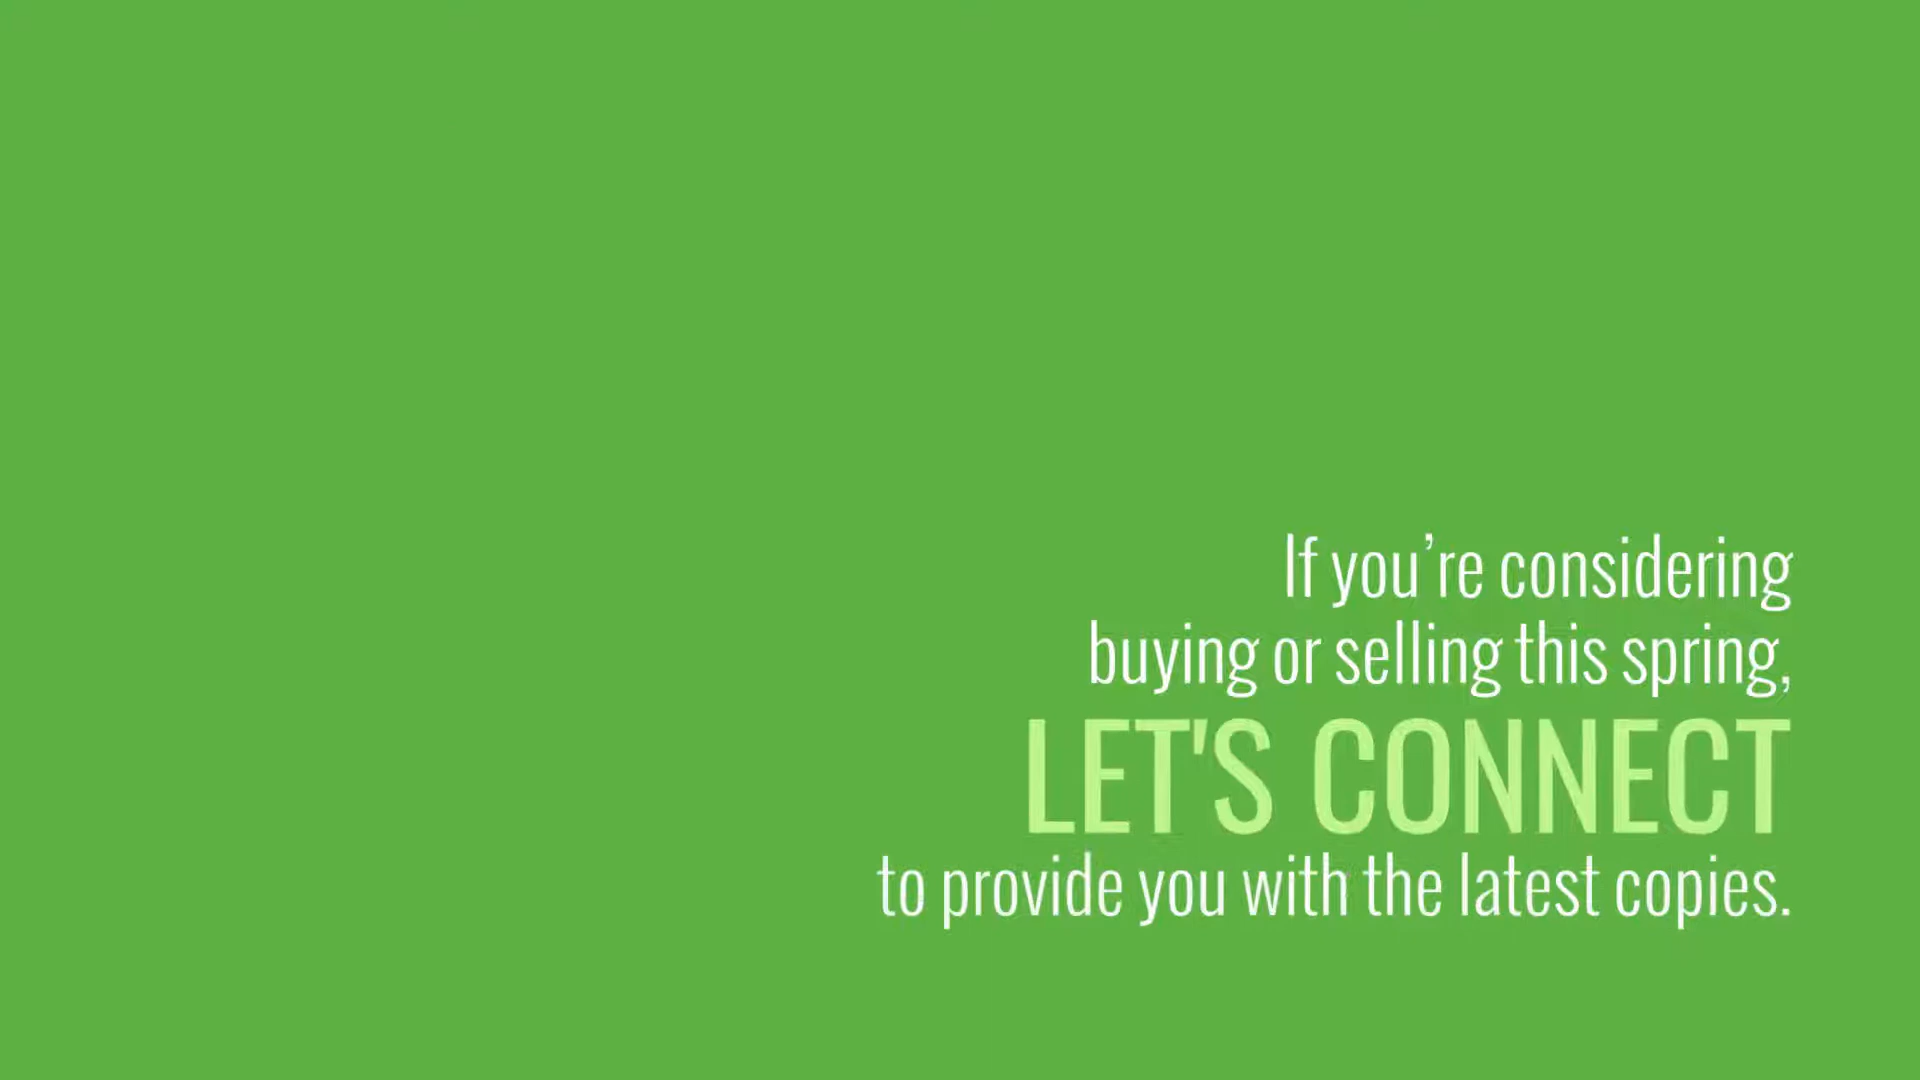 If you’re considering
buying or selling this spring,
LET'S CONNECT
to provide you with the latest copies.